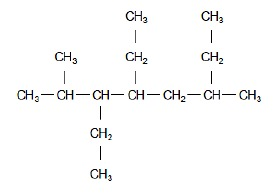 CH₃ CH₃
CH₃ CH₂ CH₂
CH₃ — CH — CH — CH — CH₂ — CH — CH₃
CH₂
CH₃